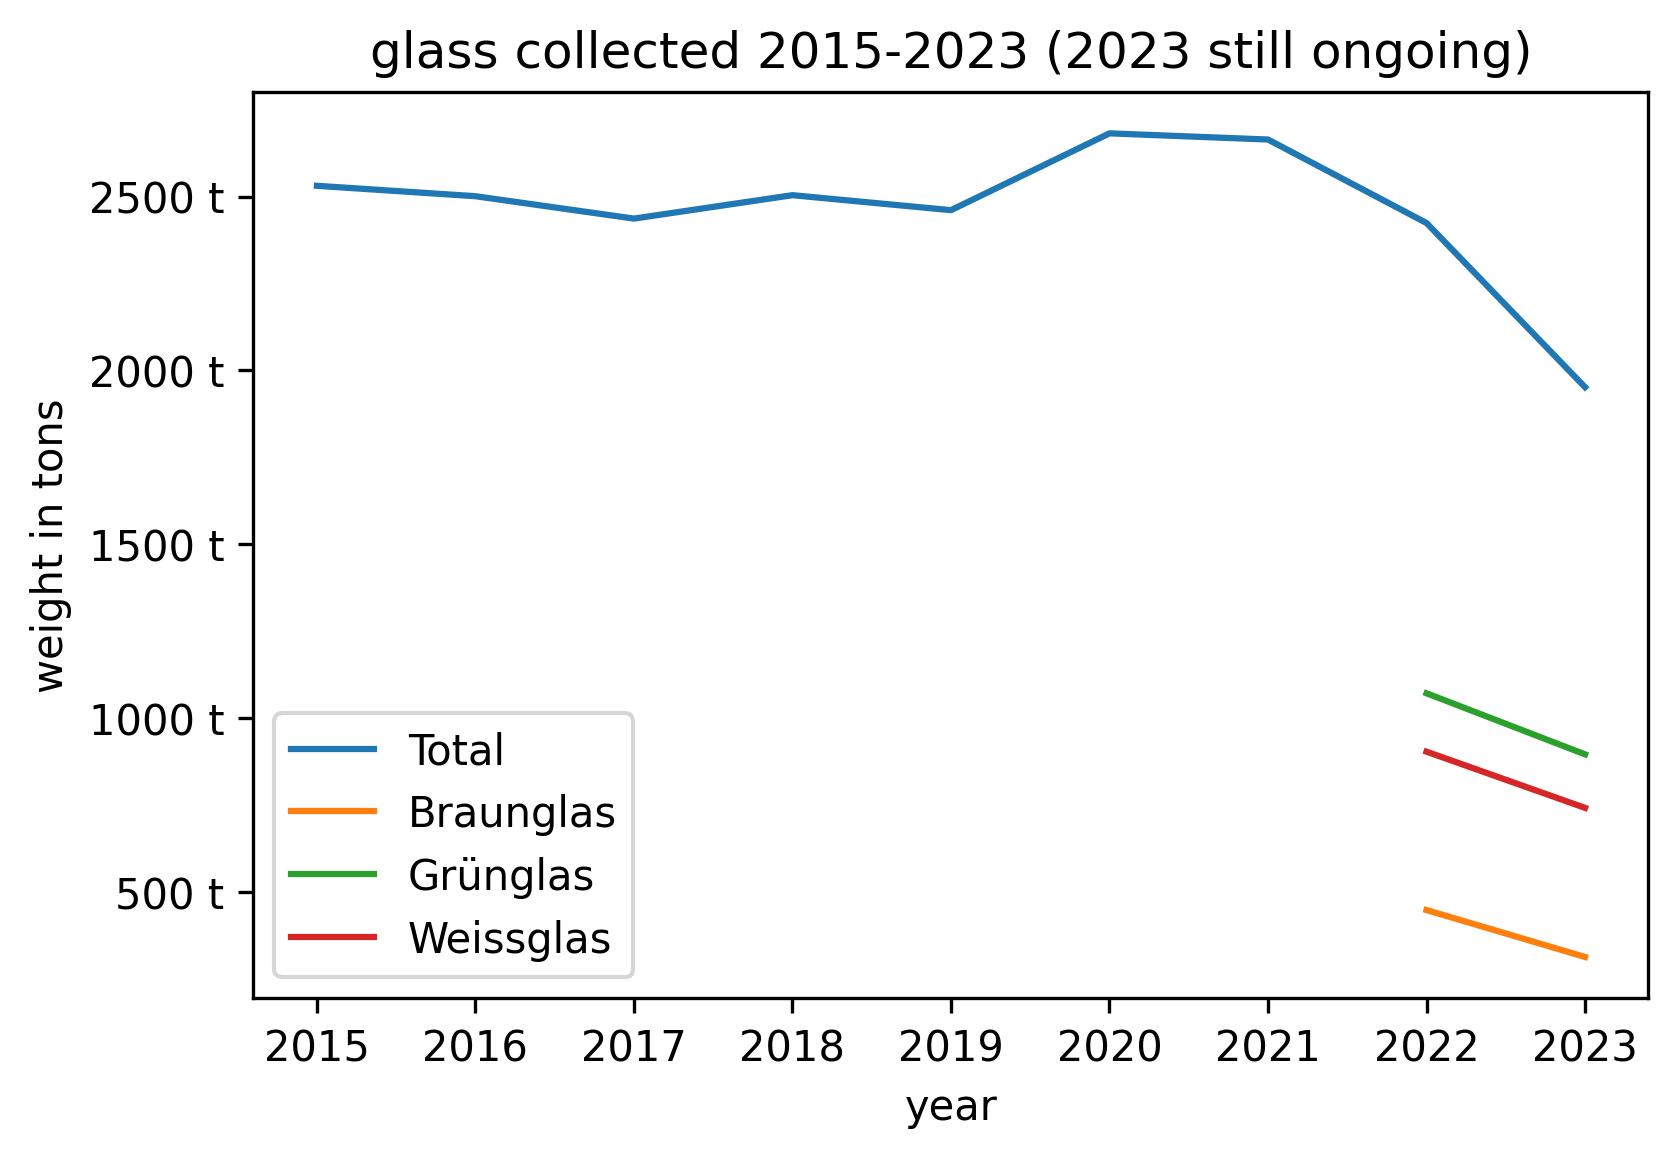 glass collected 2015-2023 (2023 still ongoing)
2500 t
2000 t
1500 t
1000 t
500 t
weight in tons
Total
Braunglas
Grünglas
Weissglas
2015 2016 2017 2018 2019 2020 2021 2022 2023
year